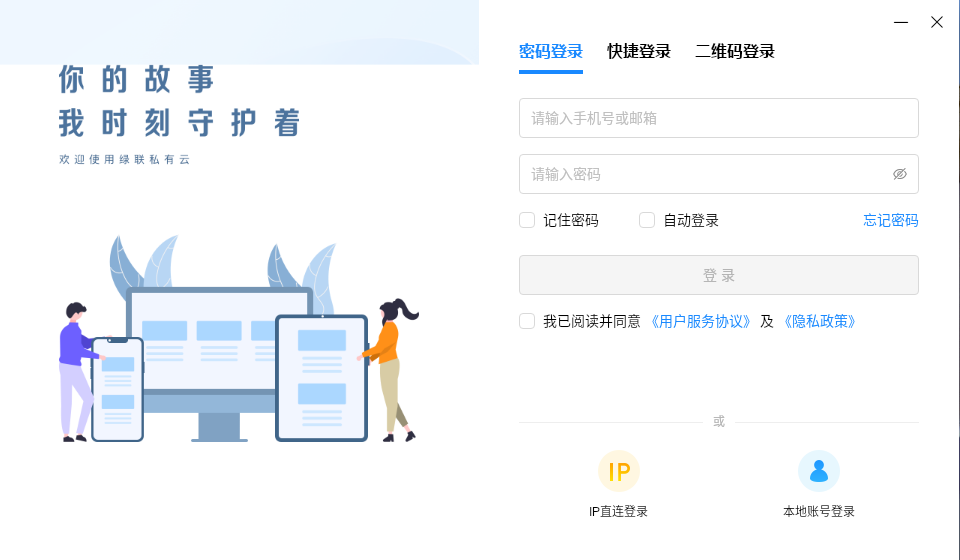 你的故事
我时刻守护着
欢迎使用绿联私有云
密码登录 快捷登录 二维码登录
请输入手机号或邮箱
请输入密码
记住密码 自动登录 忘记密码
登录
我已阅读并同意 《用户服务协议》 及 《隐私政策》
或
IP
IP直连登录 本地账号登录